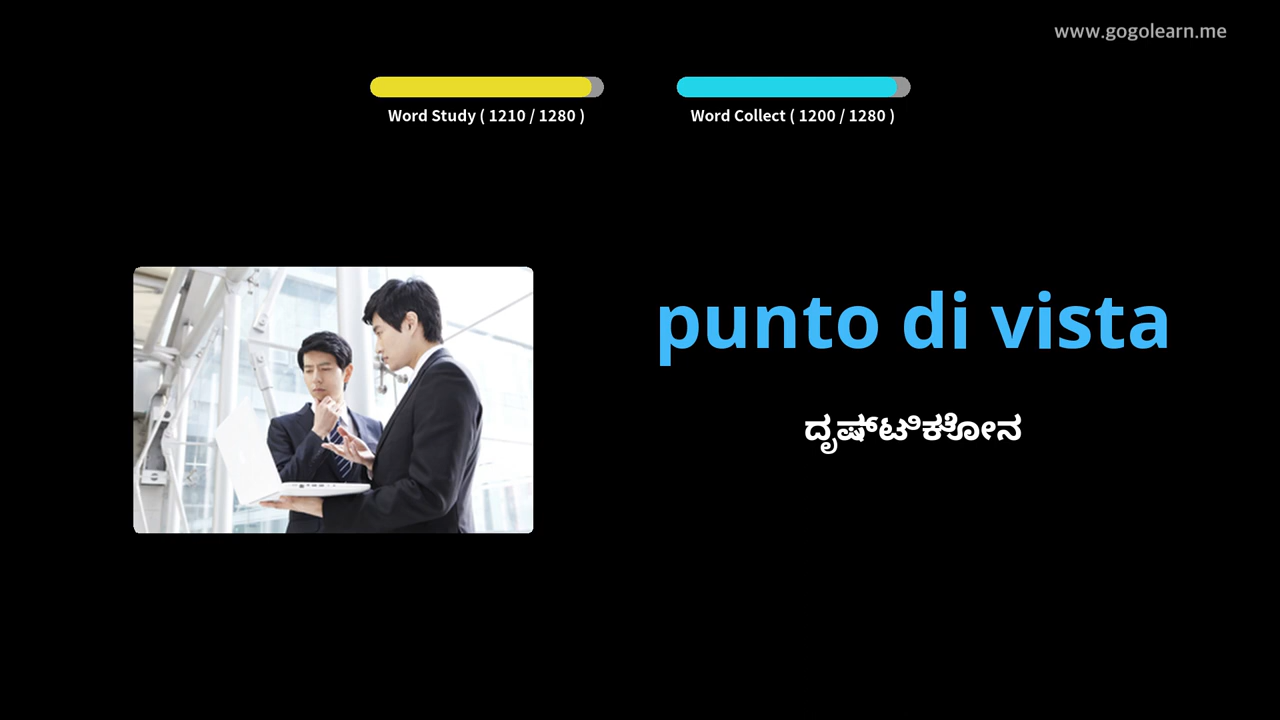 www.gogolearn.me
Word Study ( 1210 / 1280 )
Word Collect ( 1200 / 1280 )
punto di vista
ದೃಷ್ಟಿಕೋನ